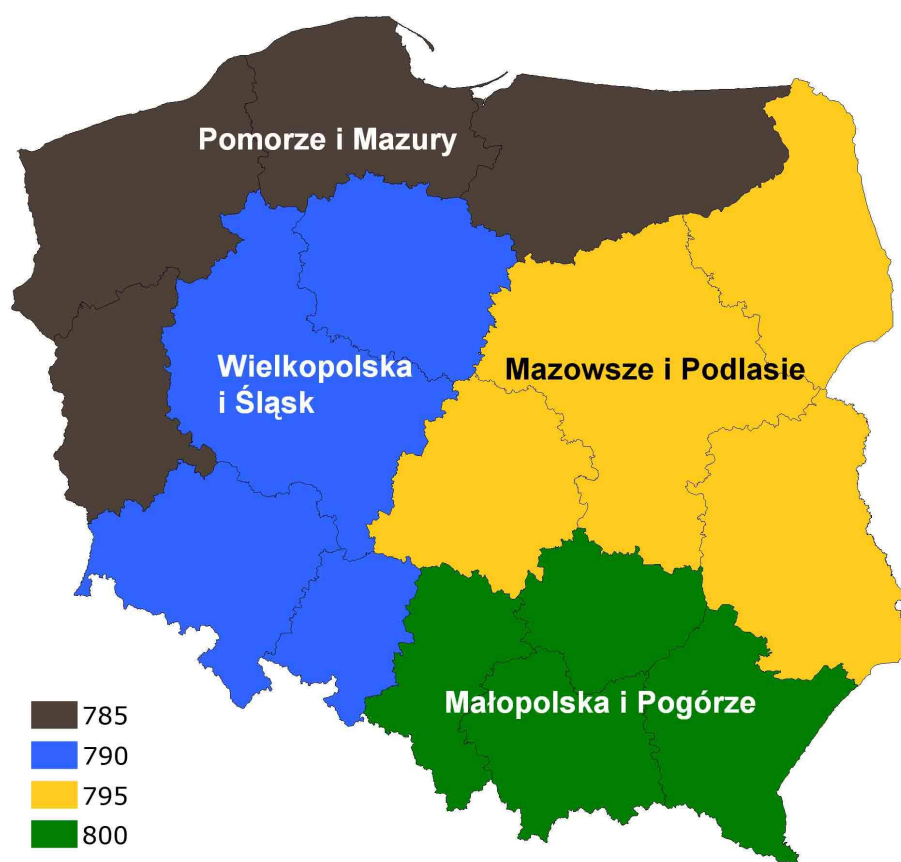 Pomorze i Mazury
Wielkopolska
i Śląsk
Mazowsze i Podlasie
Małopolska i Pogórze
785
790
795
800